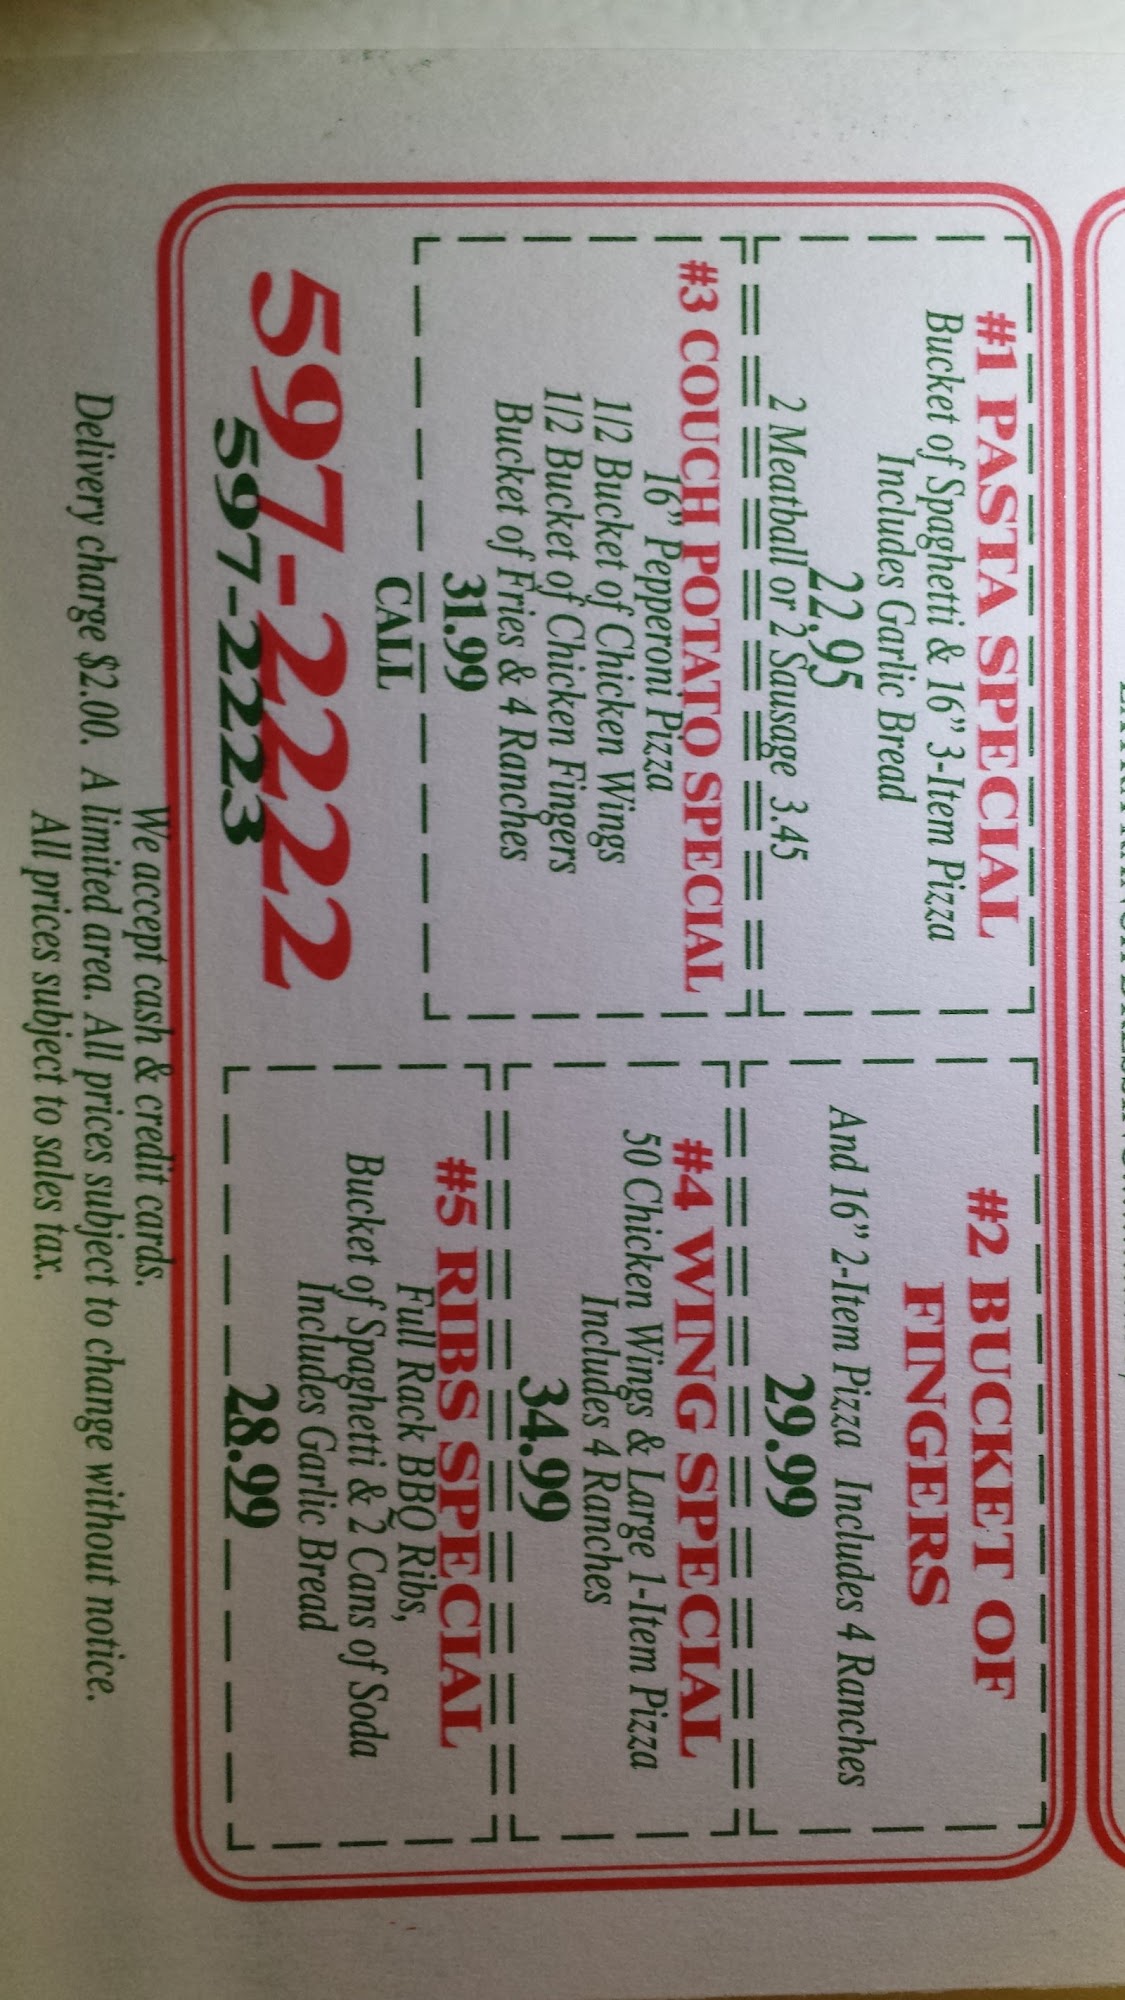 #1 PASTA SPECIAL
Bucket of Spaghetti & 16” 3-Item Pizza
Includes Garlic Bread
22.95
2 Meatball or 2 Sausage 3.45
#3 COUCH POTATO SPECIAL
16” Pepperoni Pizza
1/2 Bucket of Chicken Wings
1/2 Bucket of Chicken Fingers
Bucket of Fries & 4 Ranches
31.99
CALL
597-2222
597-2223
#2 BUCKET OF
FINGERS
And 16” 2-Item Pizza Includes 4 Ranches
29.99
#4 WING SPECIAL
50 Chicken Wings & Large 1-Item Pizza
Includes 4 Ranches
34.99
#5 RIBS SPECIAL
Full Rack BBQ Ribs,
Bucket of Spaghetti & 2 Cans of Soda
Includes Garlic Bread
28.99
We accept cash & credit cards.
Delivery charge $2.00. A limited area. All prices subject to change without notice.
All prices subject to sales tax.